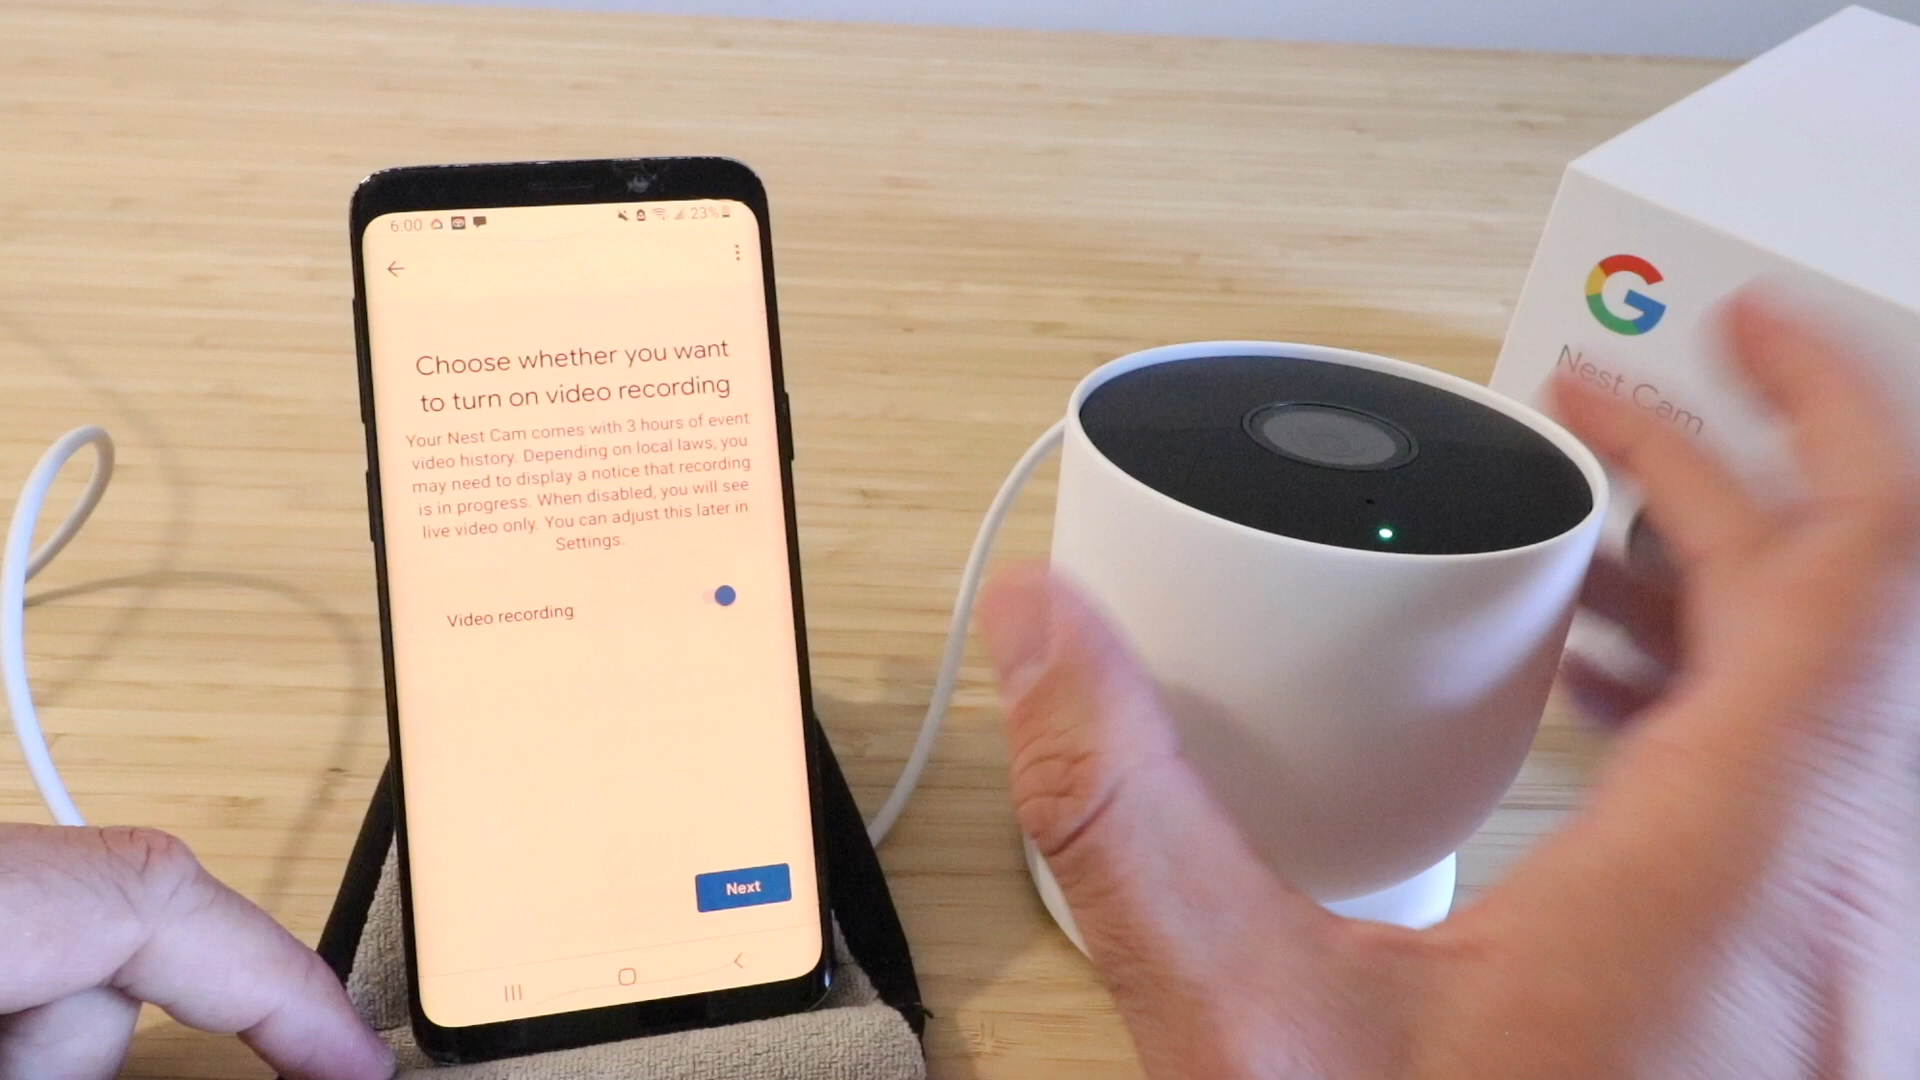 6:00
23%
Choose whether you want
to turn on video recording
Your Nest Cam comes with 3 hours of event
video history. Depending on local laws, you
may need to display a notice that recording
is in progress. When disabled, you will see
live video only. You can adjust this later in
Settings.
Video recording
Next
G
Nest Cam